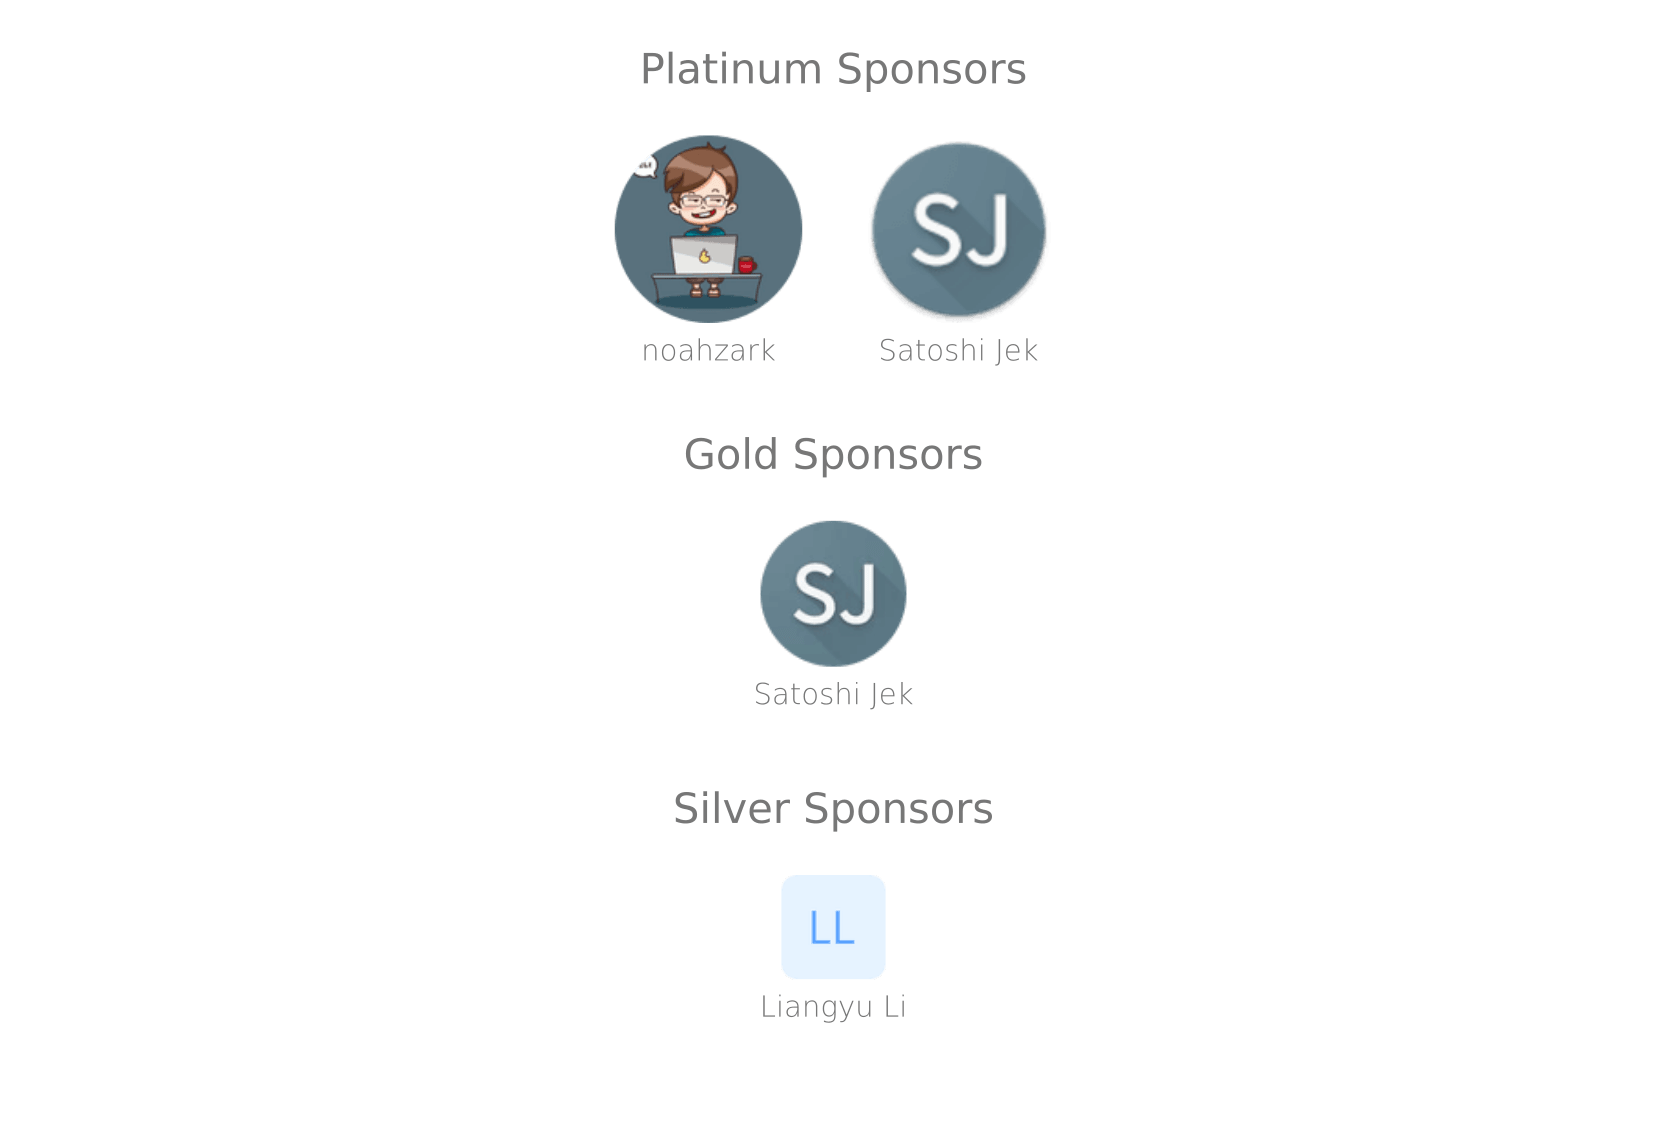 Platinum Sponsors
SJ
noahzark
Satoshi Jek
Gold Sponsors
SJ
Satoshi Jek
Silver Sponsors
LL
Liangyu Li